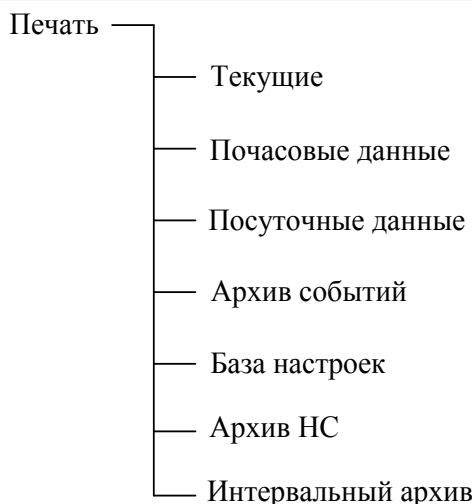 Печать
Текущие
Почасовые данные
Посуточные данные
Архив событий
База настроек
Архив НС
Интервальный архив